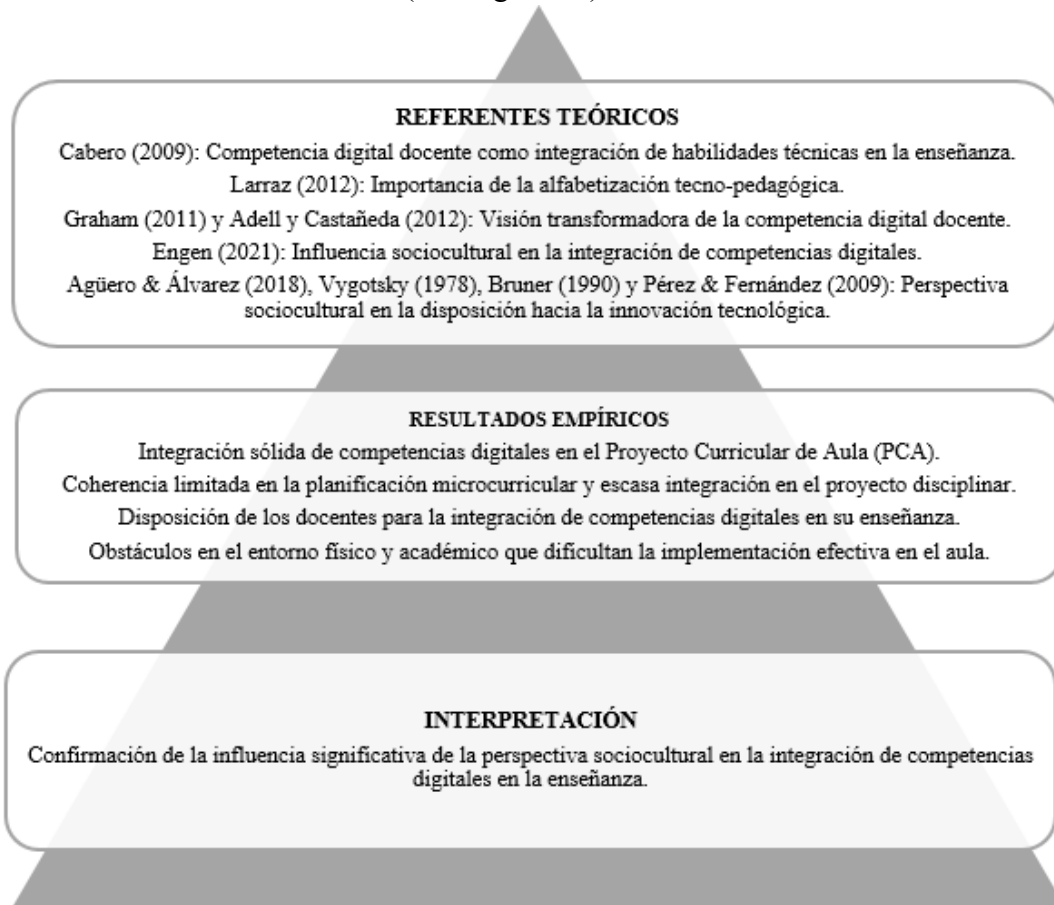 REFERENTES TEÓRICOS
Cabero (2009): Competencia digital docente como integración de habilidades técnicas en la enseñanza.
Larraz (2012): Importancia de la alfabetización tecno-pedagógica.
Graham (2011) y Adell y Castañeda (2012): Visión transformadora de la competencia digital docente.
Engen (2021): Influencia sociocultural en la integración de competencias digitales.
Agüero & Álvarez (2018), Vygotsky (1978), Bruner (1990) y Pérez & Fernández (2009): Perspectiva
sociocultural en la disposición hacia la innovación tecnológica.
RESULTADOS EMPÍRICOS
Integración sólida de competencias digitales en el Proyecto Curricular de Aula (PCA).
Coherencia limitada en la planificación microcurricular y escasa integración en el proyecto disciplinar.
Disposición de los docentes para la integración de competencias digitales en su enseñanza.
Obstáculos en el entorno físico y académico que dificultan la implementación efectiva en el aula.
INTERPRETACIÓN
Confirmación de la influencia significativa de la perspectiva sociocultural en la integración de competencias
digitales en la enseñanza.